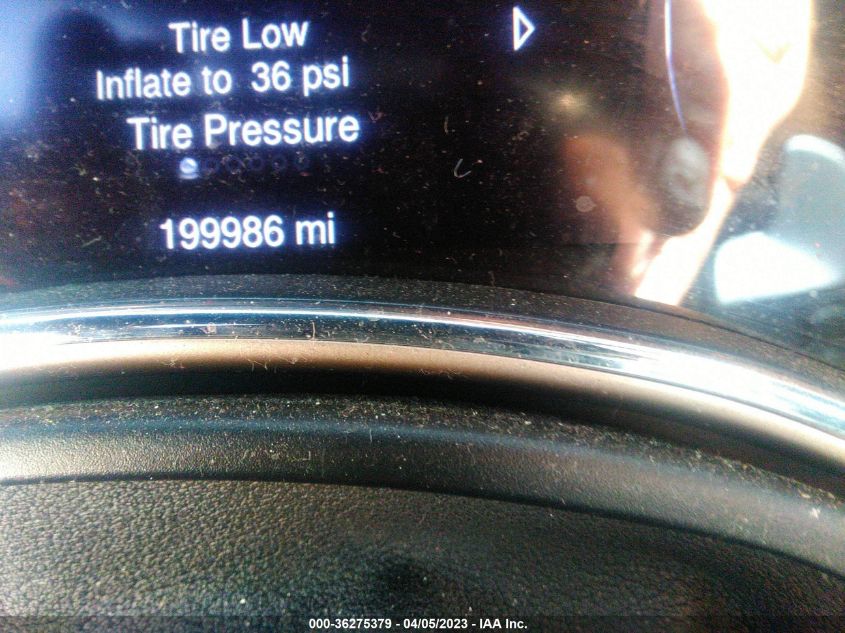 Tire Low
Inflate to 36 psi
Tire Pressure
199986 mi
000-36275379 - 04/05/2023 - IAA Inc.